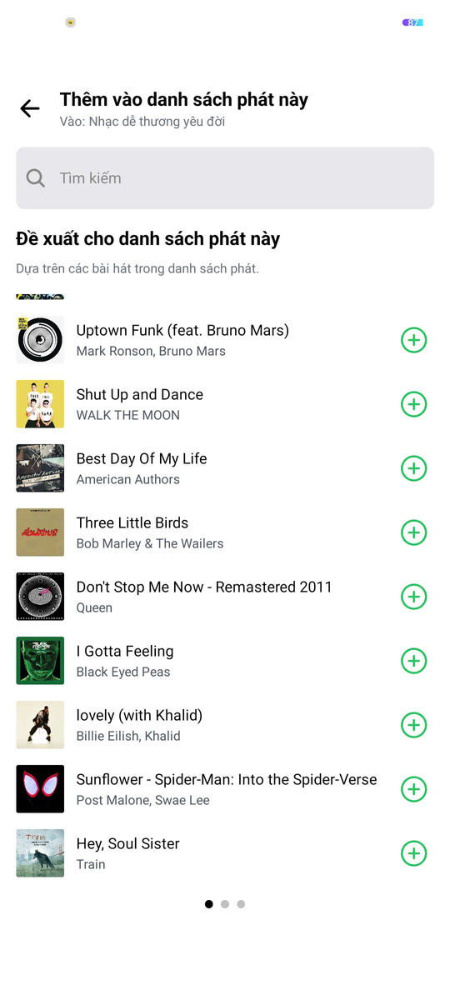 87
Thêm vào danh sách phát này
Vào: Nhạc dễ thương yêu đời
Tìm kiếm
Đề xuất cho danh sách phát này
Dựa trên các bài hát trong danh sách phát.
Uptown Funk (feat. Bruno Mars)
Mark Ronson, Bruno Mars
Shut Up and Dance
WALK THE MOON
Best Day Of My Life
American Authors
Three Little Birds
Bob Marley & The Wailers
EXODUS
Don't Stop Me Now - Remastered 2011
Queen
I Gotta Feeling
Black Eyed Peas
lovely (with Khalid)
Billie Eilish, Khalid
Sunflower - Spider-Man: Into the Spider-Verse
Post Malone, Swae Lee
Train
Hey, Soul Sister
Train